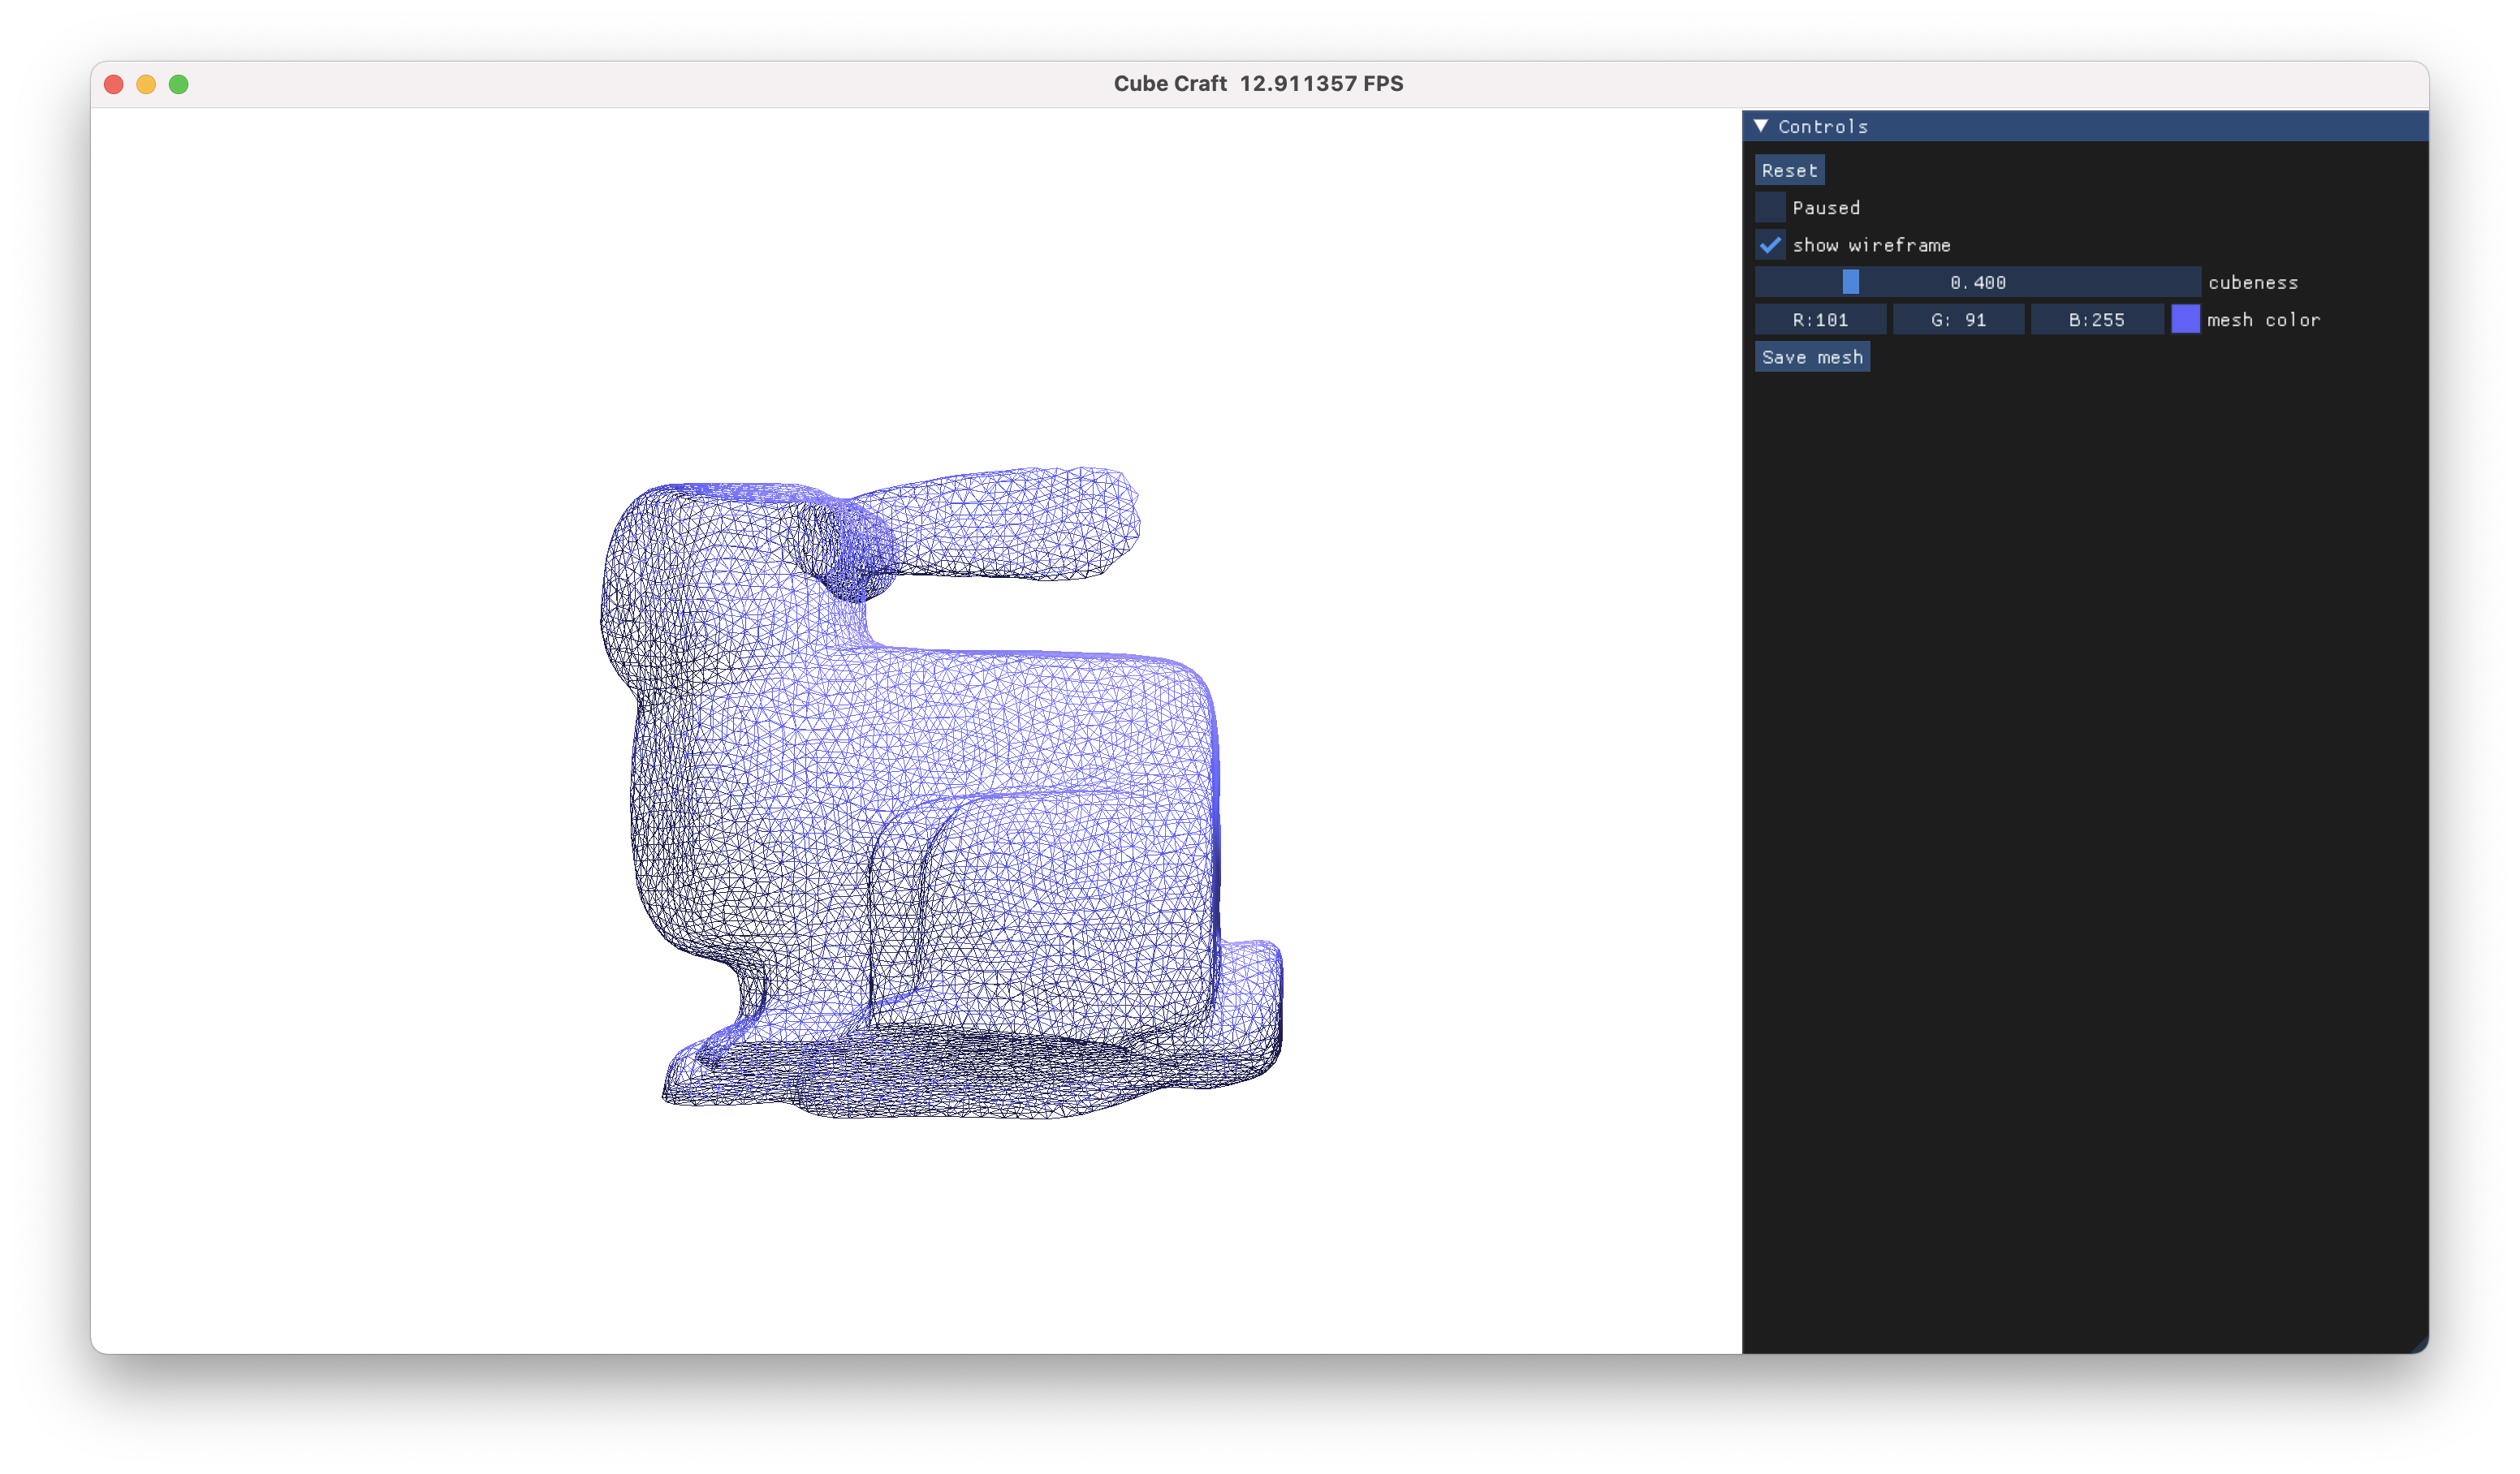 Cube Craft  12.911357 FPS
Controls
Reset
Paused
show wireframe
0.400 cubeness
R:101 G: 91 B:255 mesh color
Save mesh